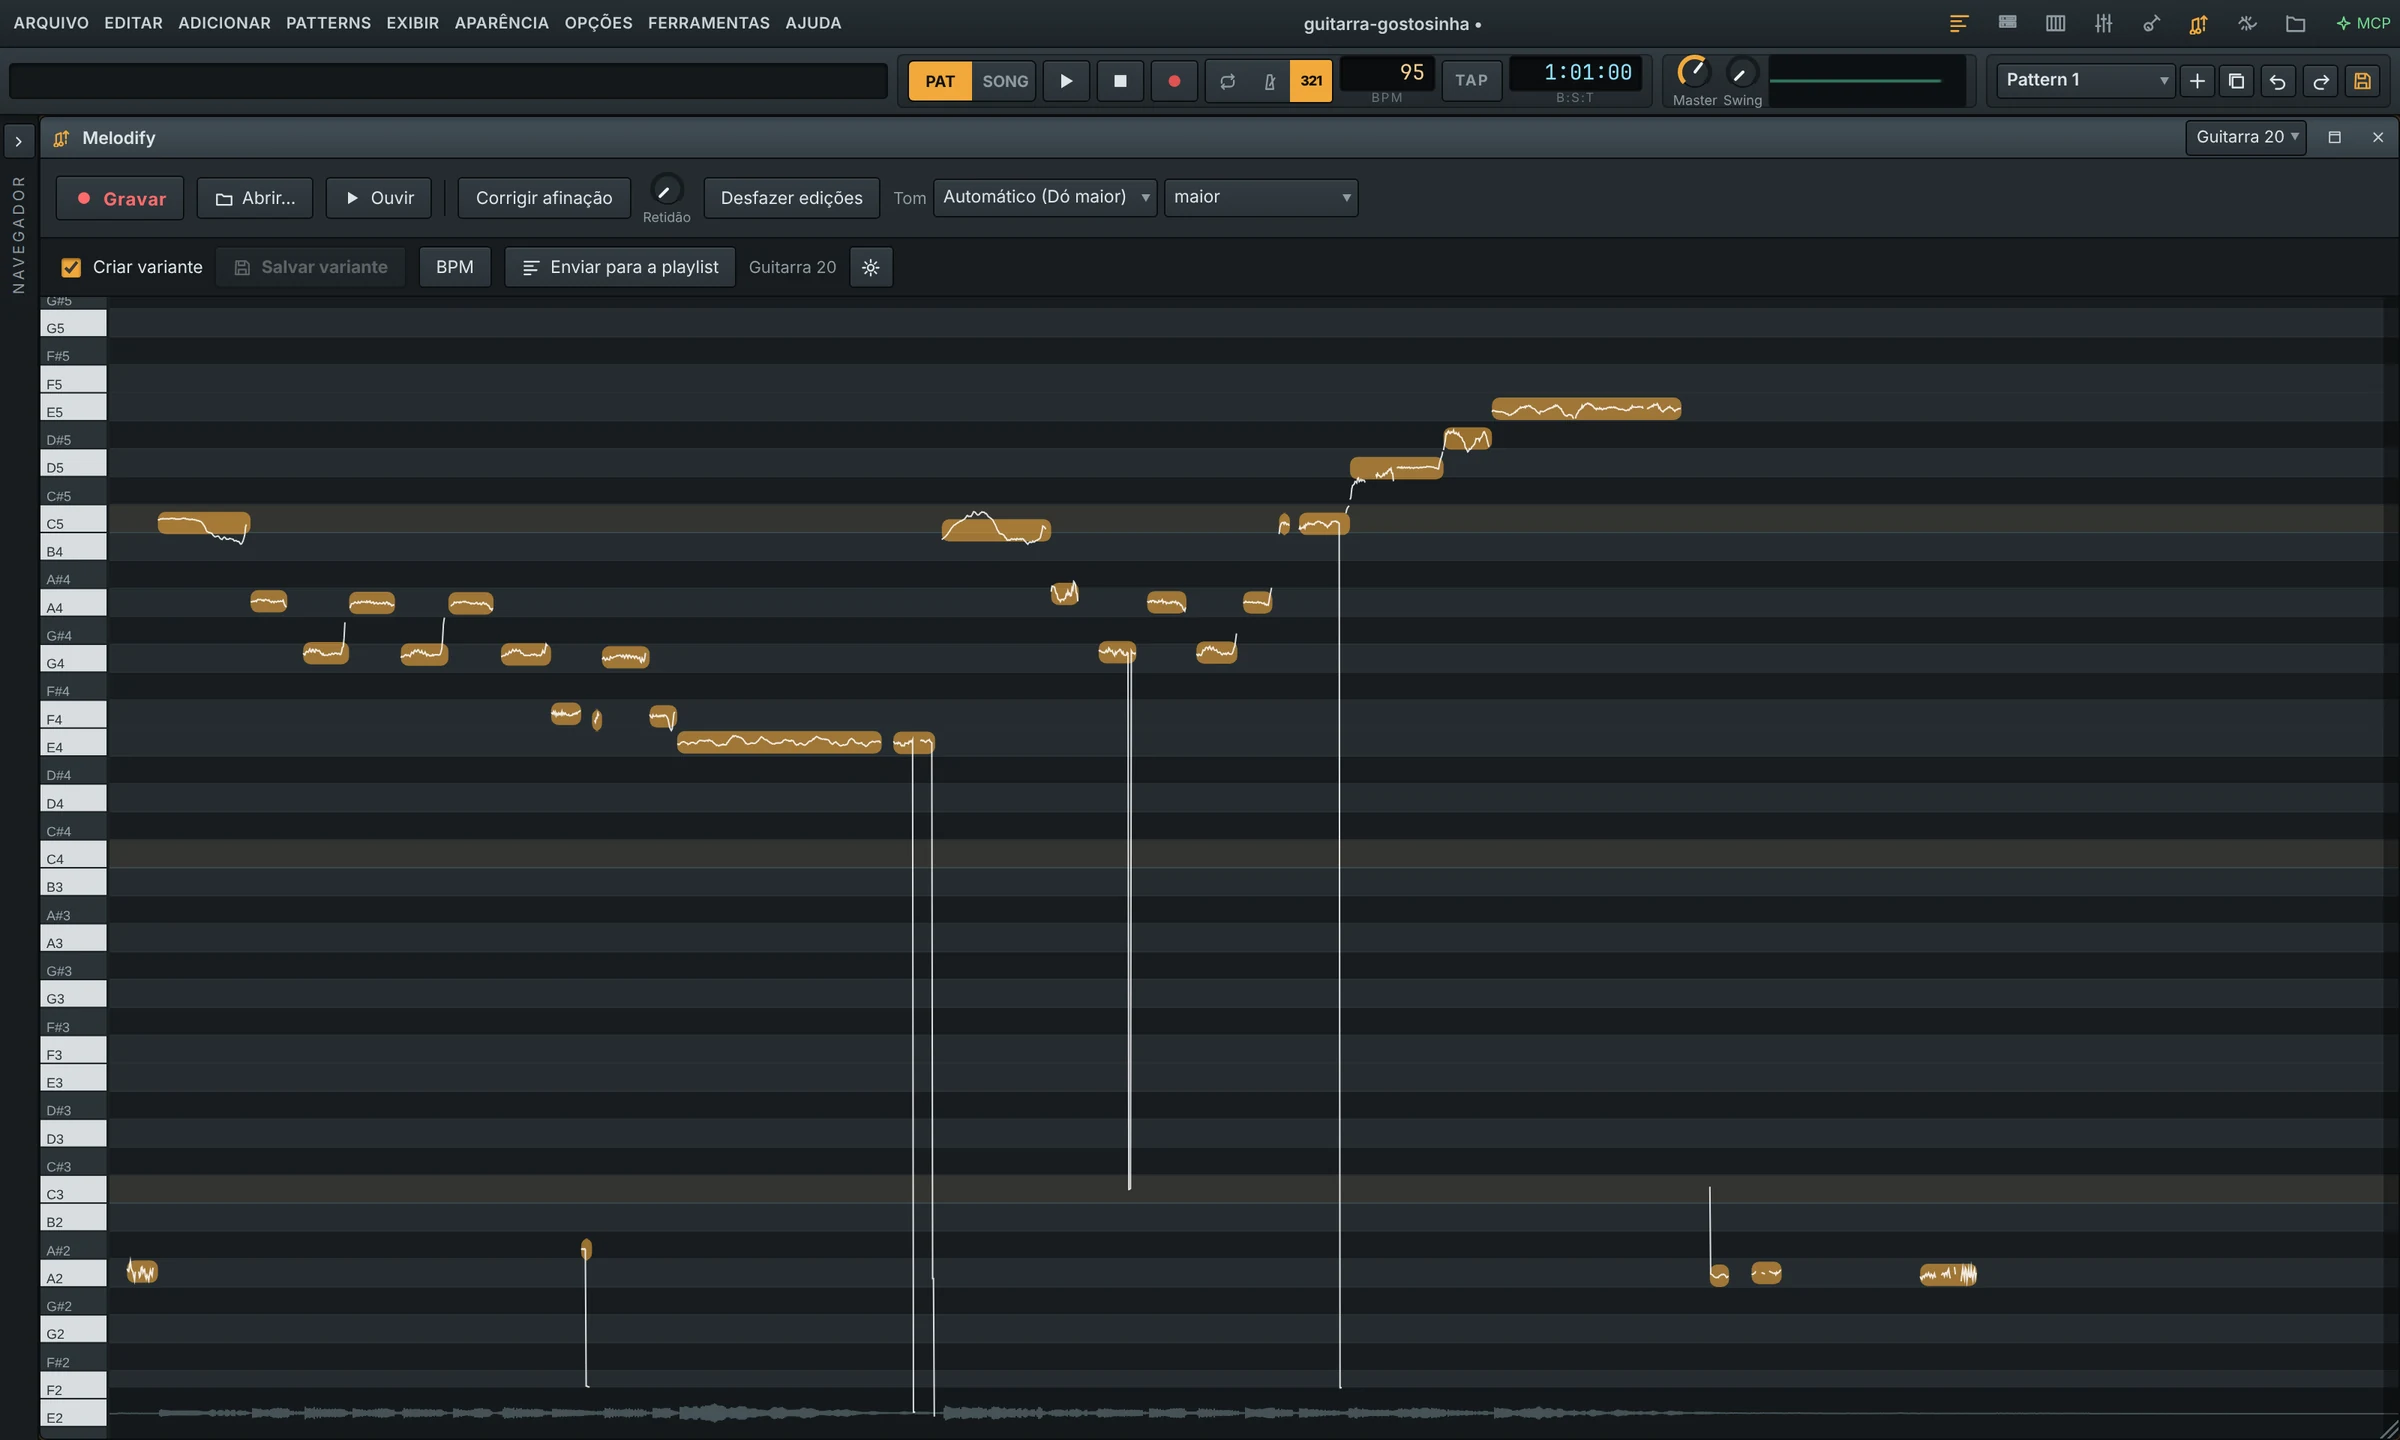 ARQUIVO EDITAR ADICIONAR PATTERNS EXIBIR APARÊNCIA OPÇÕES FERRAMENTAS AJUDA
guitarra-gostosinha •
MCP
PAT SONG
321
95
BPM
TAP
1:01:00
B:S:T
Master Swing
Pattern 1
NAVEGADOR
Melodify
Guitarra 20
Gravar
Abrir...
Ouvir
Corrigir afinação
Retidão
Desfazer edições
Tom
Automático (Dó maior)
maior
Criar variante
Salvar variante
BPM
Enviar para a playlist
Guitarra 20
G#5
G5
F#5
F5
E5
D#5
D5
C#5
C5
B4
A#4
A4
G#4
G4
F#4
F4
E4
D#4
D4
C#4
C4
B3
A#3
A3
G#3
G3
F#3
F3
E3
D#3
D3
C#3
C3
B2
A#2
A2
G#2
G2
F#2
F2
E2